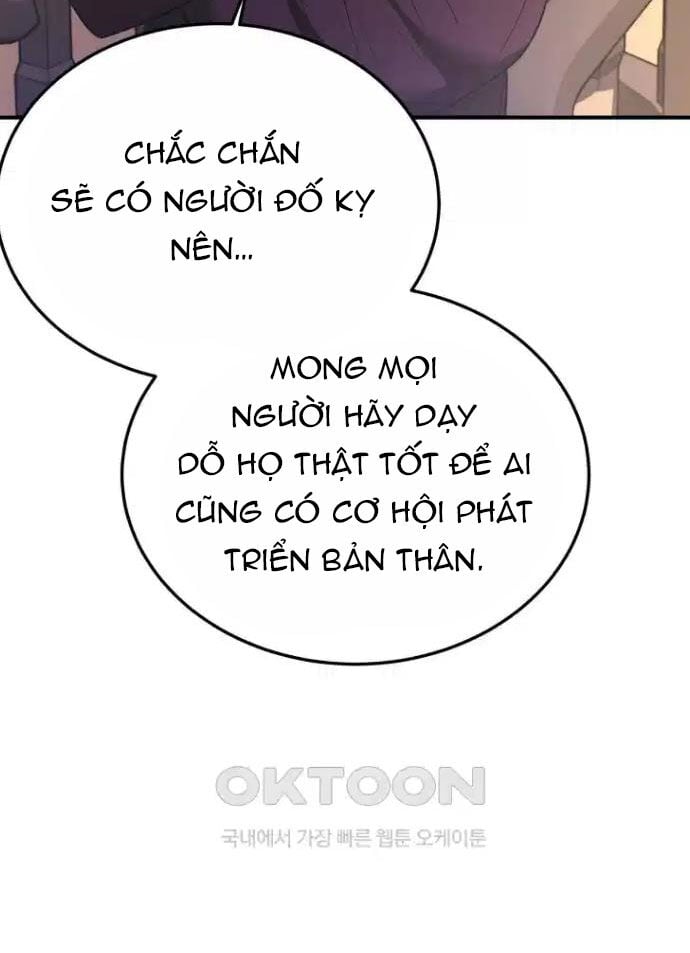 CHẮC CHẮN
SẼ CÓ NGƯỜI ĐỐ KỴ
NÊN...
MONG MỌI
NGƯỜI HÃY DẠY
DỖ HỌ THẬT TỐT ĐỂ AI
CŨNG CÓ CƠ HỘI PHÁT
TRIỂN BẢN THÂN.
OKTOON
국내에서 가장 빠른 웹툰 오케이툰